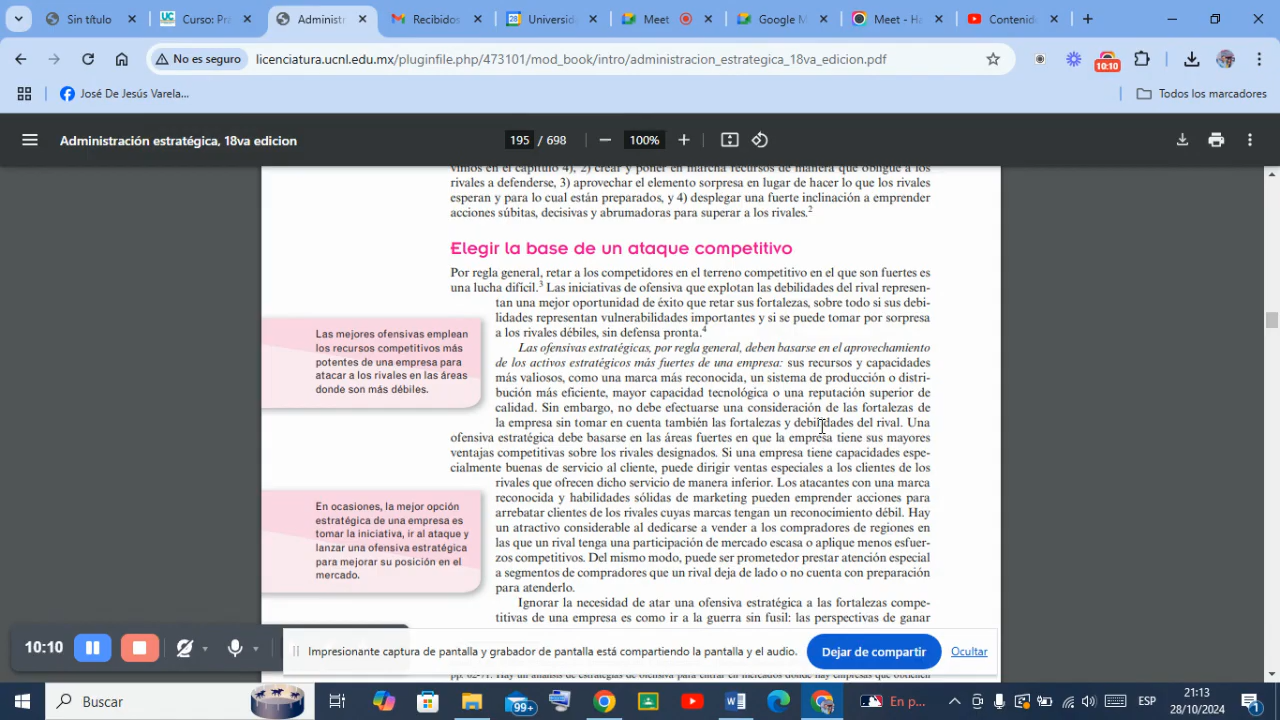 Sin título
Curso: Pr
Administr
Recibidos
Universid
Meet
Google M
Meet - Ha
Contenid
No es seguro
licenciatura.ucnl.edu.mx/pluginfile.php/473101/mod_book/intro/administracion_estrategica_18va_edicion.pdf
10:10
José De Jesús Varela...
Todos los marcadores
Administración estratégica, 18va edicion
195 / 698
100%
vimos en el capítulo 4), 2) crear y poner en marcha recursos de manera que obligue a los
rivales a defenderse, 3) aprovechar el elemento sorpresa en lugar de hacer lo que los rivales
esperan y para lo cual están preparados, y 4) desplegar una fuerte inclinación a emprender
acciones súbitas, decisivas y abrumadoras para superar a los rivales.2
Elegir la base de un ataque competitivo
Por regla general, retar a los competidores en el terreno competitivo en el que son fuertes es
una lucha difícil.3 Las iniciativas de ofensiva que explotan las debilidades del rival represen-
tan una mejor oportunidad de éxito que retar sus fortalezas, sobre todo si sus debi-
lidades representan vulnerabilidades importantes y si se puede tomar por sorpresa
a los rivales débiles, sin defensa pronta.4
Las ofensivas estratégicas, por regla general, deben basarse en el aprovechamiento
de los activos estratégicos más fuertes de una empresa: sus recursos y capacidades
más valiosos, como una marca más reconocida, un sistema de producción o distri-
bución más eficiente, mayor capacidad tecnológica o una reputación superior de
calidad. Sin embargo, no debe efectuarse una consideración de las fortalezas de
la empresa sin tomar en cuenta también las fortalezas y debilidades del rival. Una
ofensiva estratégica debe basarse en las áreas fuertes en que la empresa tiene sus mayores
ventajas competitivas sobre los rivales designados. Si una empresa tiene capacidades espe-
cialmente buenas de servicio al cliente, puede dirigir ventas especiales a los clientes de los
rivales que ofrecen dicho servicio de manera inferior. Los atacantes con una marca
reconocida y habilidades sólidas de marketing pueden emprender acciones para
arrebatar clientes de los rivales cuyas marcas tengan un reconocimiento débil. Hay
un atractivo considerable al dedicarse a vender a los compradores de regiones en
las que un rival tenga una participación de mercado escasa o aplique menos esfuer-
zos competitivos. Del mismo modo, puede ser prometedor prestar atención especial
a segmentos de compradores que un rival deja de lado o no cuenta con preparación
para atenderlo.
Ignorar la necesidad de atar una ofensiva estratégica a las fortalezas compe-
titivas de una empresa es como ir a la guerra sin fusil: las perspectivas de ganar
Las mejores ofensivas emplean
los recursos competitivos más
potentes de una empresa para
atacar a los rivales en las áreas
donde son más débiles.
En ocasiones, la mejor opción
estratégica de una empresa es
tomar la iniciativa, ir al ataque y
lanzar una ofensiva estratégica
para mejorar su posición en el
mercado.
10:10
Impresionante captura de pantalla y grabador de pantalla está compartiendo la pantalla y el audio.
Dejar de compartir
Ocultar
Buscar
99+
En p...
ESP
21:13
28/10/2024
1